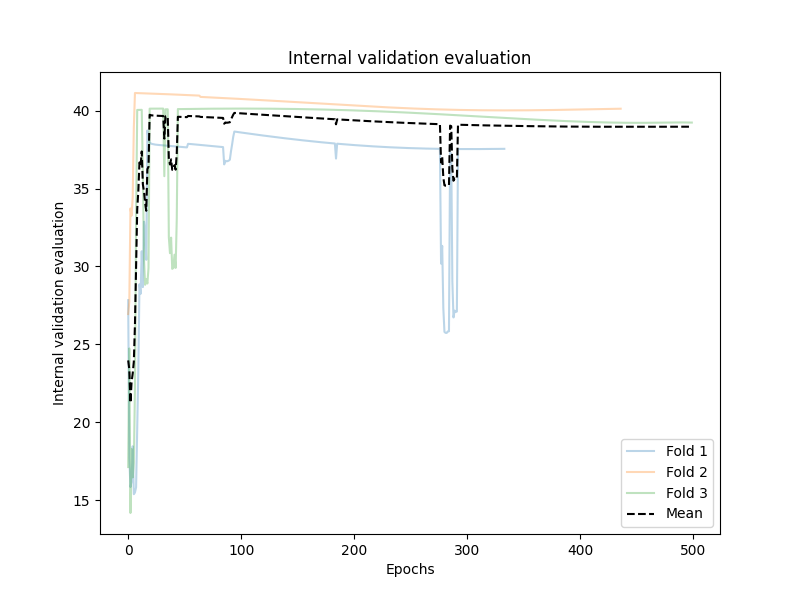 Internal validation evaluation
Internal validation evaluation
40
35
30
25
20
15
0 100 200 300 400 500
Epochs
Fold 1
Fold 2
Fold 3
Mean